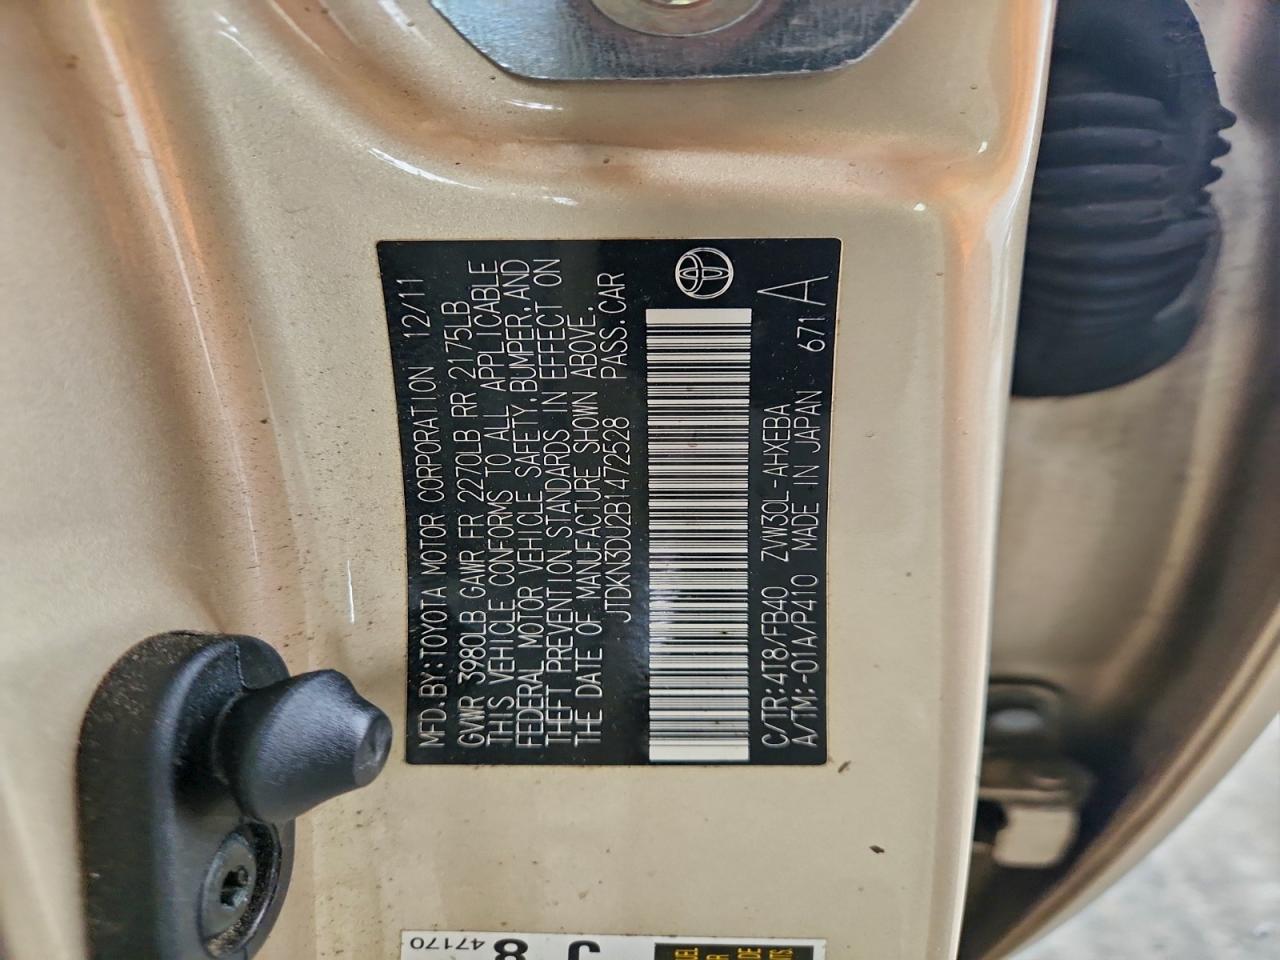 MFD.BY:TOYOTA MOTOR CORPORATION 12/11
GVWR 3980LB GAWR FR 2270LB RR 2175LB
THIS VEHICLE CONFORMS TO ALL APPLICABLE
FEDERAL MOTOR VEHICLE SAFETY,BUMPER,AND
THEFT PREVENTION STANDARDS IN EFFECT ON
THE DATE OF MANUFACTURE SHOWN ABOVE.
JTDKN3DU2B1472528 PASS.CAR
C/TR:4T8/FB40 ZVW30L-AHXEBA
A/TM:-01A/P410 MADE IN JAPAN 671 A
47170
8